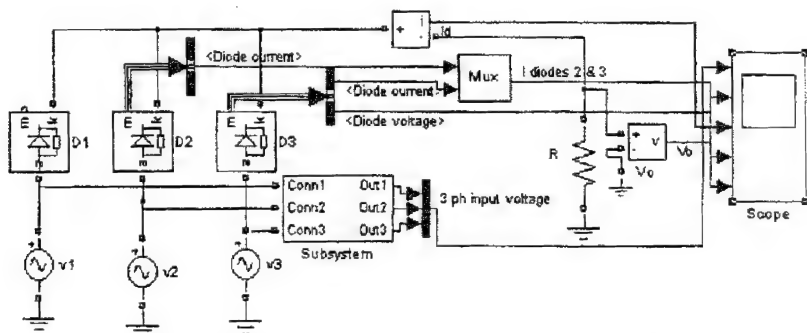 + i
-
Id
<Diode current>
Mux
I diodes 2 & 3
<Diode current>
<Diode voltage>
m k
D1
m k
D2
m k
D3
R
+
-
v
Vo
Vo
Scope
Conn1 Out1
Conn2 Out2
Conn3 Out3
Subsystem
3 ph input voltage
v1
v2
v3